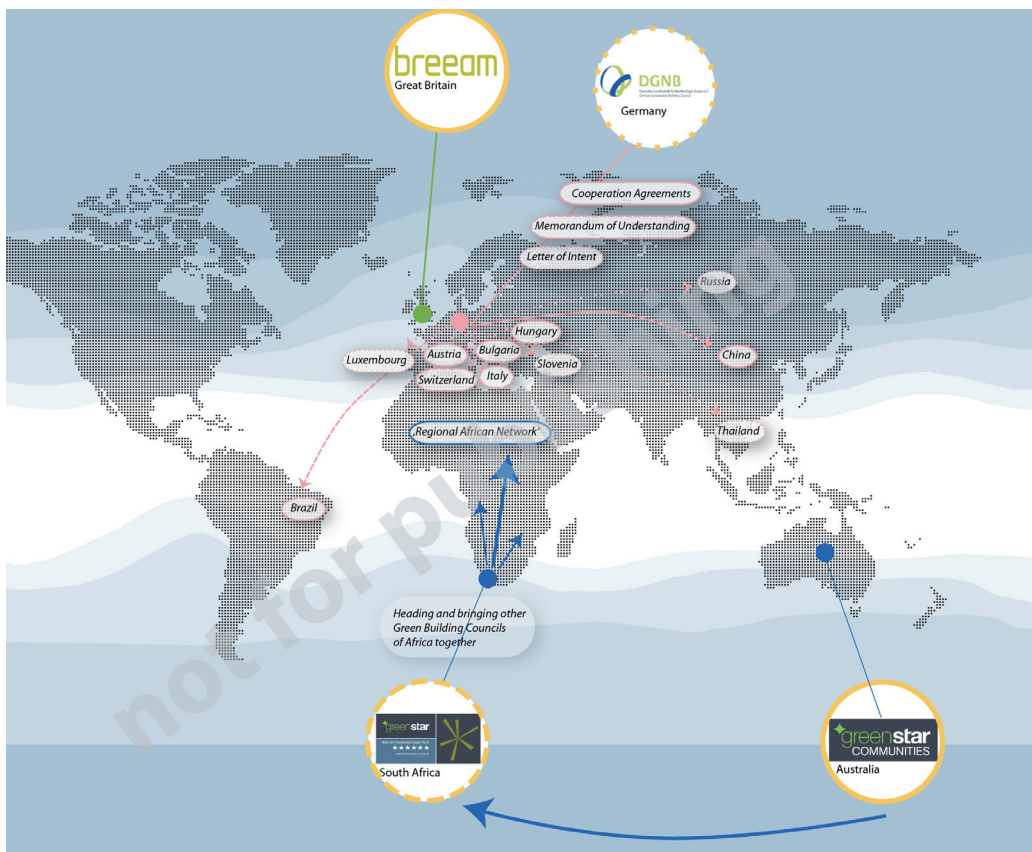 breeam
Great Britain
DGNB
Germany
Cooperation Agreements
Memorandum of Understanding
Letter of Intent
Russia
Hungary
Luxembourg
Austria
Bulgaria
Slovenia
China
Switzerland
Italy
‚Regional African Network‘
Thailand
Brazil
Heading and bringing other
Green Building Councils
of Africa together
not for publishing
greenstar
South Africa
greenstar
COMMUNITIES
Australia